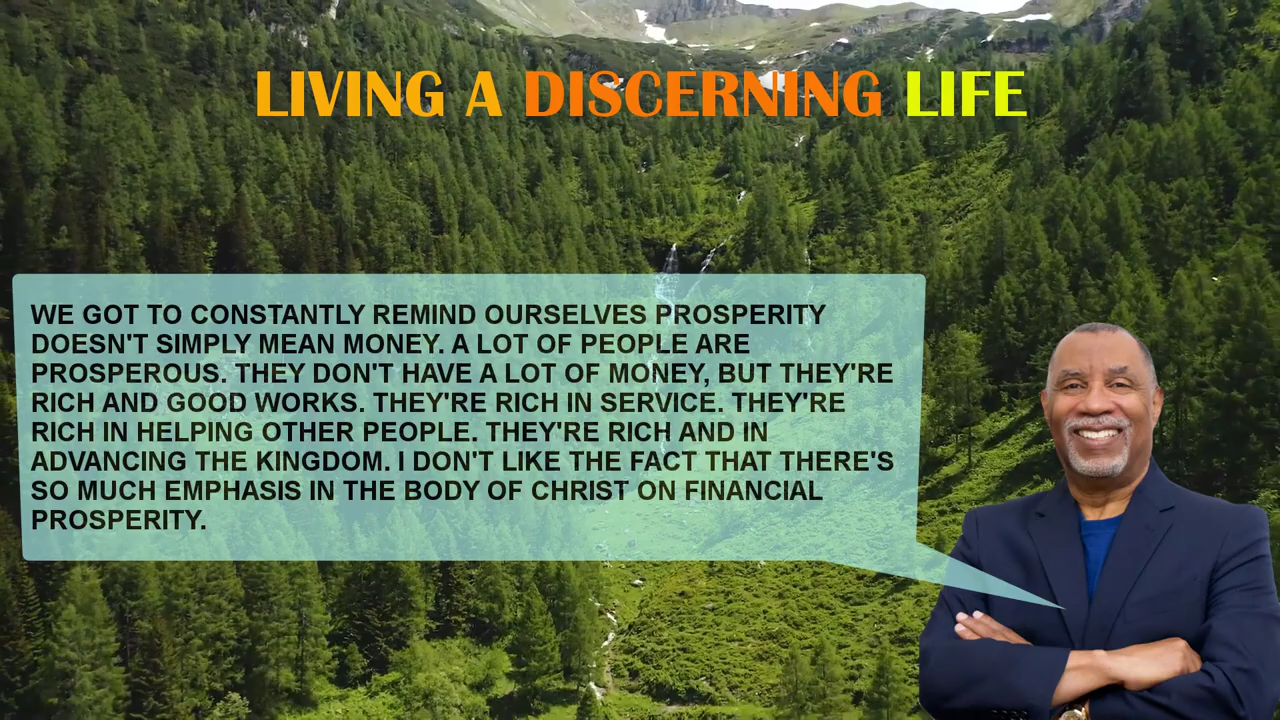 LIVING A DISCERNING LIFE
WE GOT TO CONSTANTLY REMIND OURSELVES PROSPERITY
DOESN'T SIMPLY MEAN MONEY. A LOT OF PEOPLE ARE
PROSPEROUS. THEY DON'T HAVE A LOT OF MONEY, BUT THEY'RE
RICH AND GOOD WORKS. THEY'RE RICH IN SERVICE. THEY'RE
RICH IN HELPING OTHER PEOPLE. THEY'RE RICH AND IN
ADVANCING THE KINGDOM. I DON'T LIKE THE FACT THAT THERE'S
SO MUCH EMPHASIS IN THE BODY OF CHRIST ON FINANCIAL
PROSPERITY.